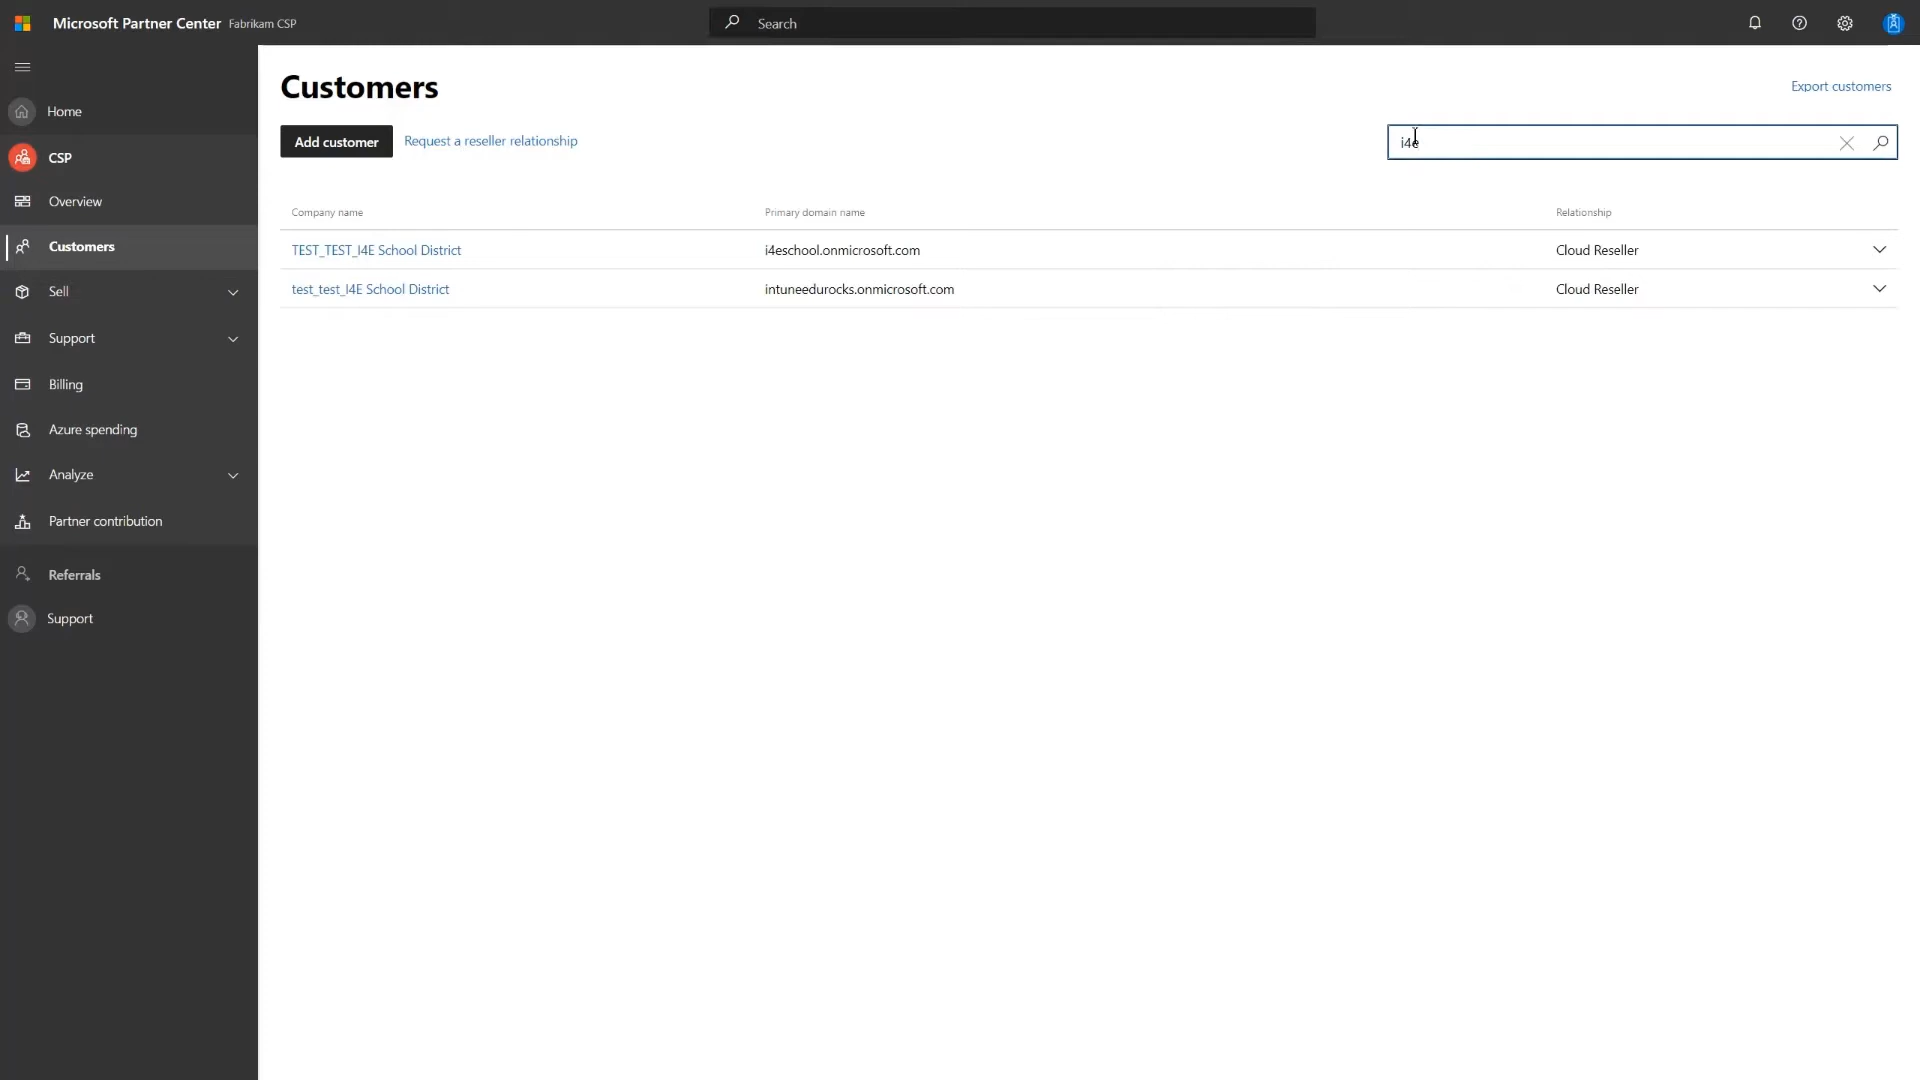 Microsoft Partner Center Fabrikam CSP
Search
Home
CSP
Overview
Customers
Sell
Support
Billing
Azure spending
Analyze
Partner contribution
Referrals
Support
Customers
Export customers
Add customer
Request a reseller relationship
i4e
Company name Primary domain name Relationship
TEST_TEST_I4E School District i4eschool.onmicrosoft.com Cloud Reseller
test_test_I4E School District intuneedurocks.onmicrosoft.com Cloud Reseller